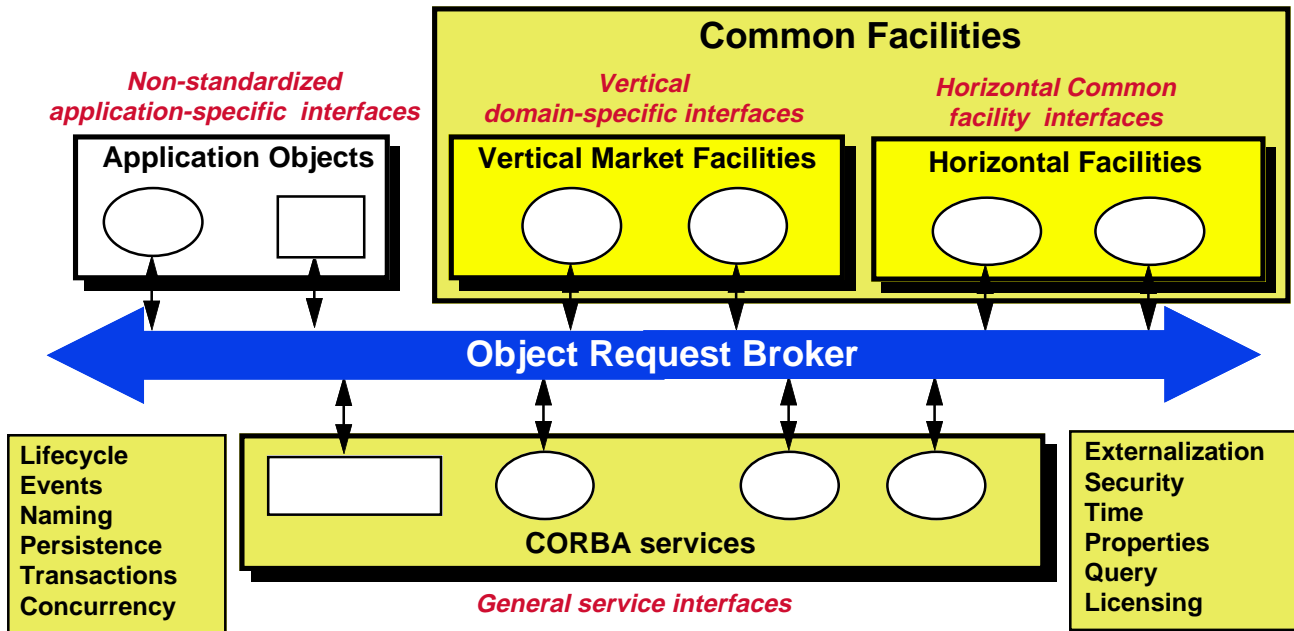 Common Facilities
Non-standardized
application-specific interfaces
Vertical
domain-specific interfaces
Horizontal Common
facility interfaces
Application Objects
Vertical Market Facilities
Horizontal Facilities
Object Request Broker
Lifecycle
Events
Naming
Persistence
Transactions
Concurrency
CORBA services
General service interfaces
Externalization
Security
Time
Properties
Query
Licensing